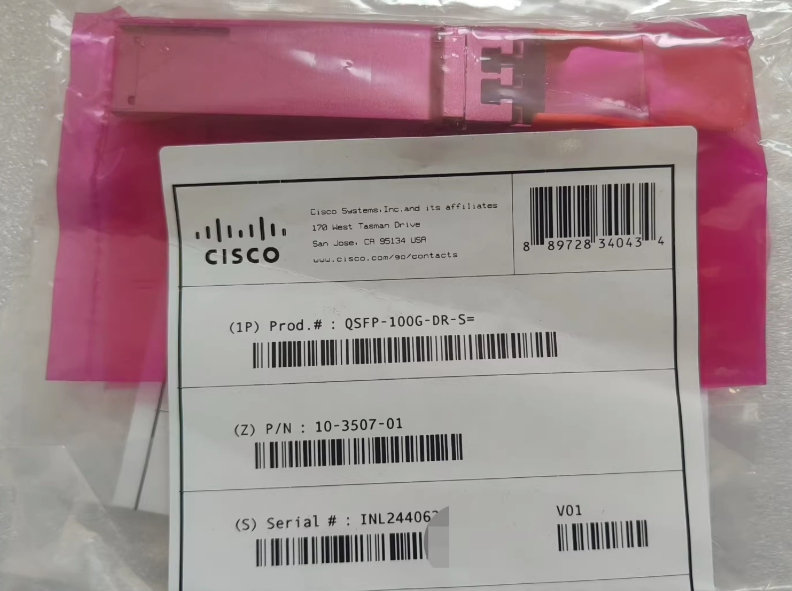 CISCO
Cisco Systems,Inc.and its affiliates
170 West Tasman Drive
San Jose, CA 95134 USA
www.cisco.com/go/contacts
8 89728 34043 4
(1P) Prod.# : QSFP-100G-DR-S=
(Z) P/N : 10-3507-01
(S) Serial # : INL24406
V01